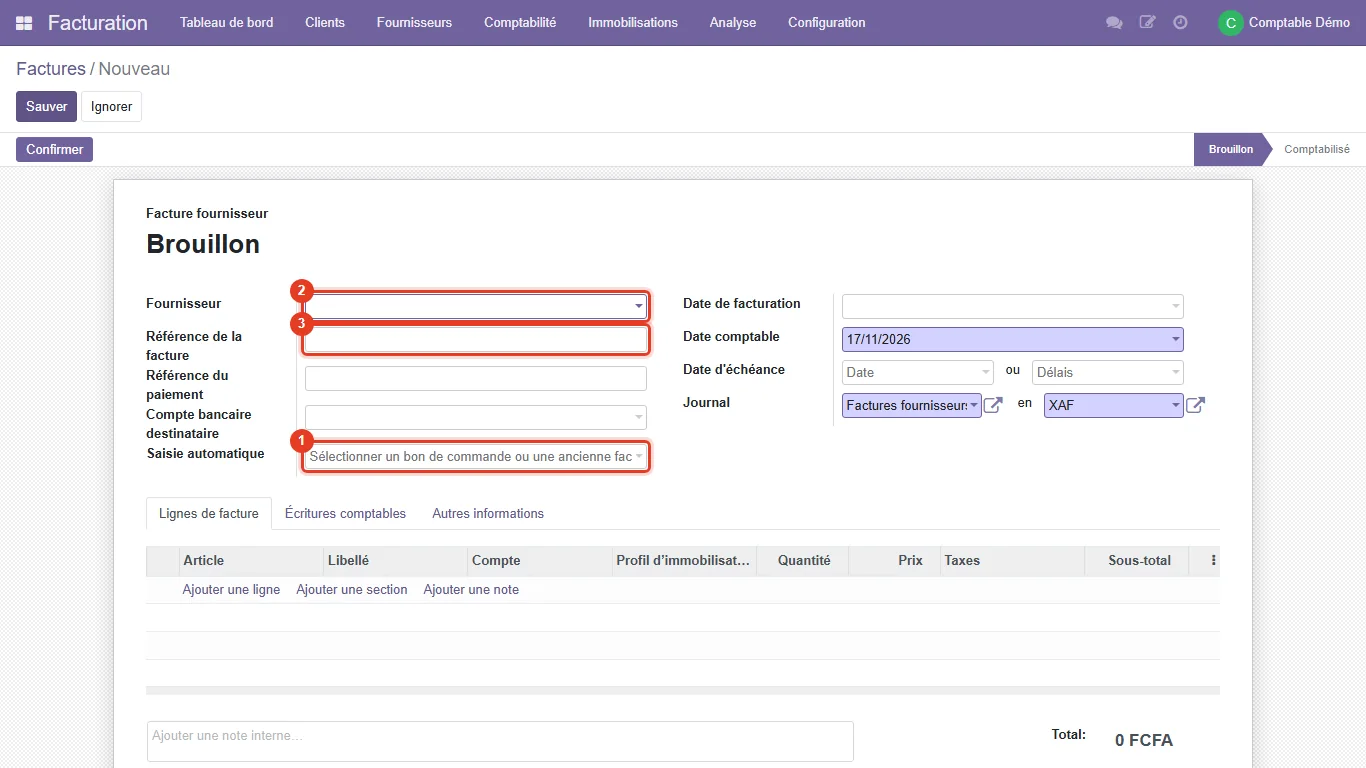 Facturation
Tableau de bord
Clients
Fournisseurs
Comptabilité
Immobilisations
Analyse
Configuration
C
Comptable Démo
Factures / Nouveau
Sauver
Ignorer
Confirmer
Brouillon
Comptabilisé
Facture fournisseur
Brouillon
2
Fournisseur
3
Référence de la
facture
Référence du
paiement
Compte bancaire
destinataire
1
Saisie automatique
Sélectionner un bon de commande ou une ancienne fac
Date de facturation
Date comptable
17/11/2026
Date d'échéance
Date
ou
Délais
Journal
Factures fournisseurs
en
XAF
Lignes de facture
Écritures comptables
Autres informations
Article
Libellé
Compte
Profil d’immobilisat…
Quantité
Prix
Taxes
Sous-total
Ajouter une ligne
Ajouter une section
Ajouter une note
Ajouter une note interne…
Total:
0 FCFA